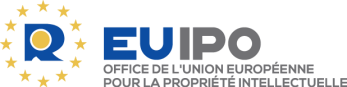 R EUIPO
OFFICE DE L'UNION EUROPÉENNE
POUR LA PROPRIÉTÉ INTELLECTUELLE